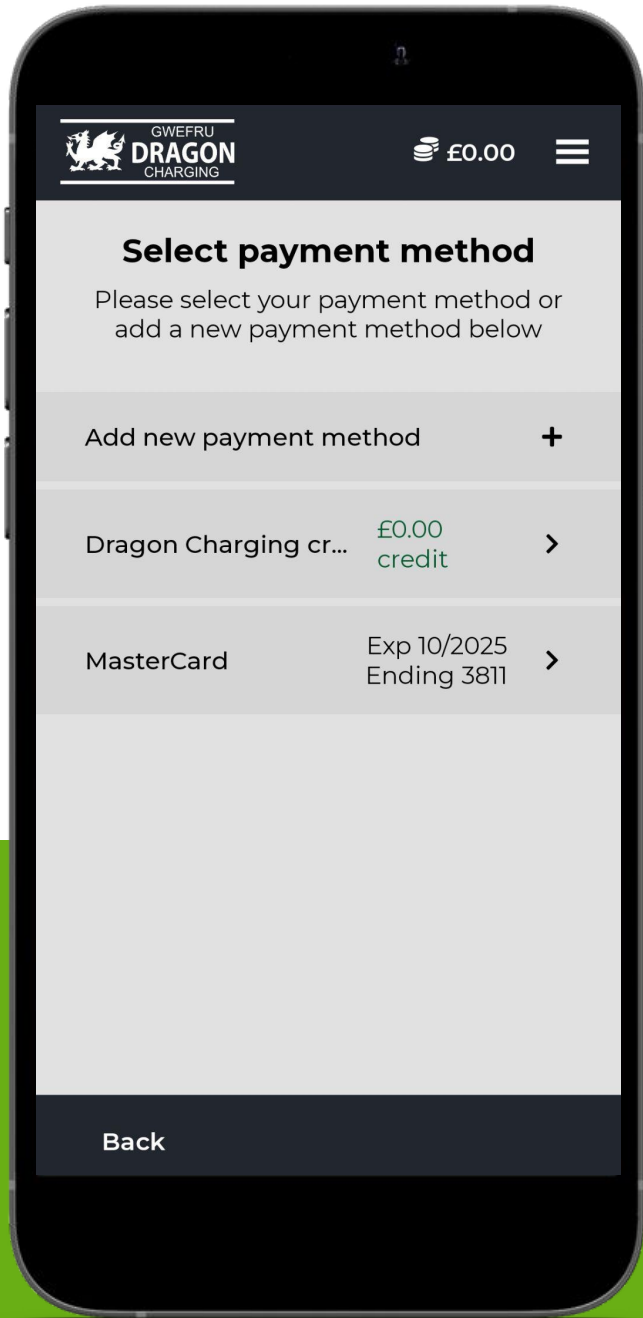 GWEFRU
DRAGON
CHARGING
£0.00
Select payment method
Please select your payment method or
add a new payment method below
Add new payment method +
Dragon Charging cr...
£0.00
credit
MasterCard
Exp 10/2025
Ending 3811
Back